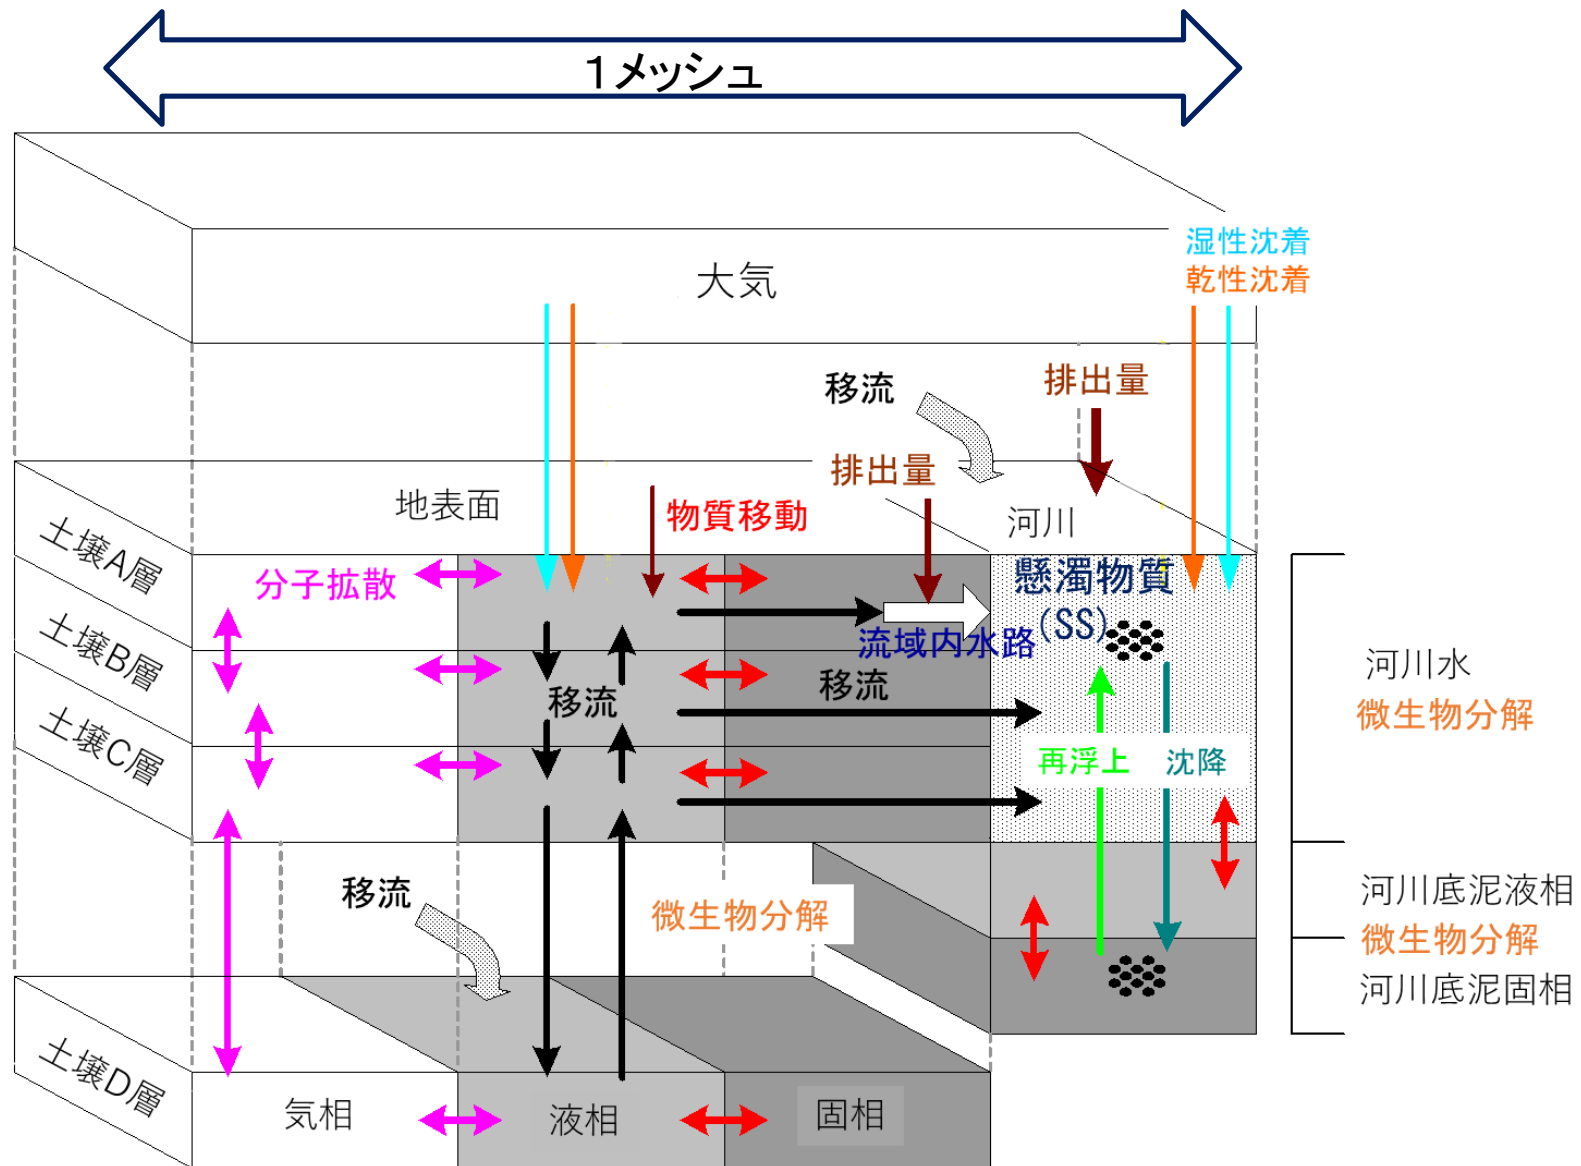 1メッシュ
湿性沈着
乾性沈着
大気
移流
排出量
排出量
地表面
物質移動
河川
土壌A層
分子拡散
懸濁物質
(SS)
流域内水路
土壌B層
移流
移流
河川水
微生物分解
土壌C層
再浮上
沈降
移流
微生物分解
河川底泥液相
微生物分解
河川底泥固相
土壌D層
気相
液相
固相